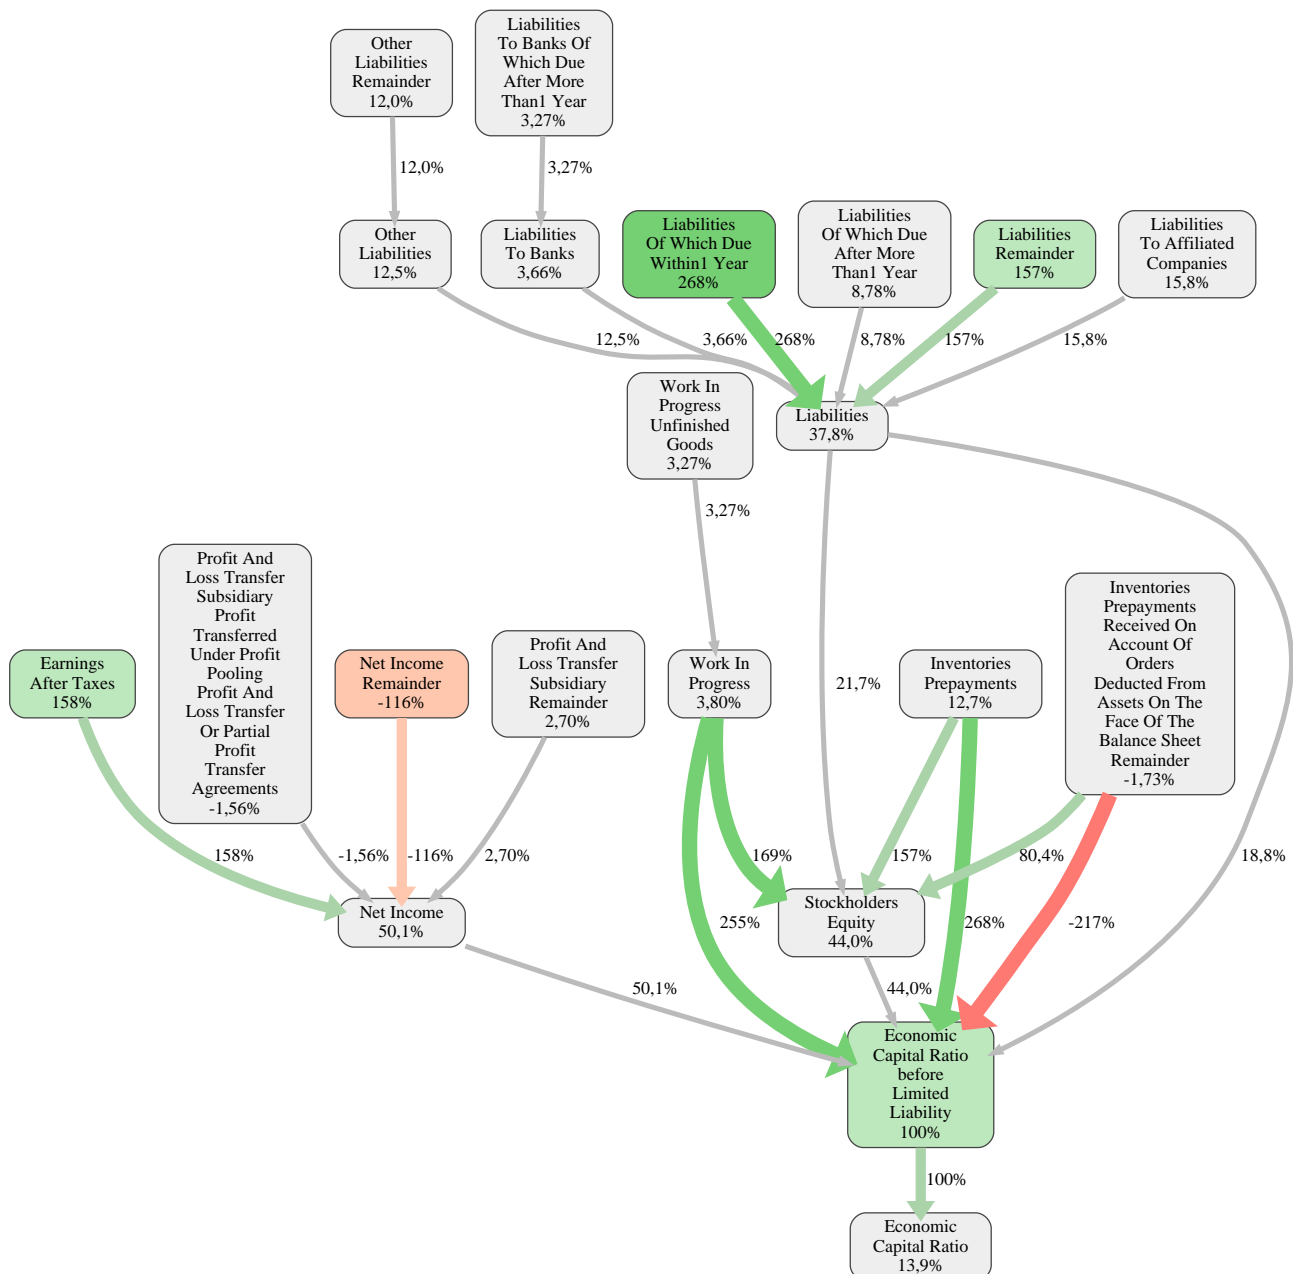 Other
Liabilities
Remainder
12,0%
Liabilities
To Banks Of
Which Due
After More
Than1 Year
3,27%
12,0%
3,27%
Other
Liabilities
12,5%
Liabilities
To Banks
3,66%
Liabilities
Of Which Due
Within1 Year
268%
Liabilities
Of Which Due
After More
Than1 Year
8,78%
Liabilities
Remainder
157%
Liabilities
To Affiliated
Companies
15,8%
12,5%
3,66%
268%
8,78%
157%
15,8%
Work In
Progress
Unfinished
Goods
3,27%
Liabilities
37,8%
3,27%
Earnings
After Taxes
158%
Profit And
Loss Transfer
Subsidiary
Profit
Transferred
Under Profit
Pooling
Profit And
Loss Transfer
Or Partial
Profit
Transfer
Agreements
-1,56%
Net Income
Remainder
-116%
Profit And
Loss Transfer
Subsidiary
Remainder
2,70%
Work In
Progress
3,80%
21,7%
Inventories
Prepayments
12,7%
Inventories
Prepayments
Received On
Account Of
Orders
Deducted From
Assets On The
Face Of The
Balance Sheet
Remainder
-1,73%
158%
-1,56%
-116%
2,70%
169%
157%
80,4%
18,8%
Net Income
50,1%
255%
Stockholders
Equity
44,0%
268%
-217%
50,1%
44,0%
Economic
Capital Ratio
before
Limited
Liability
100%
100%
Economic
Capital Ratio
13,9%